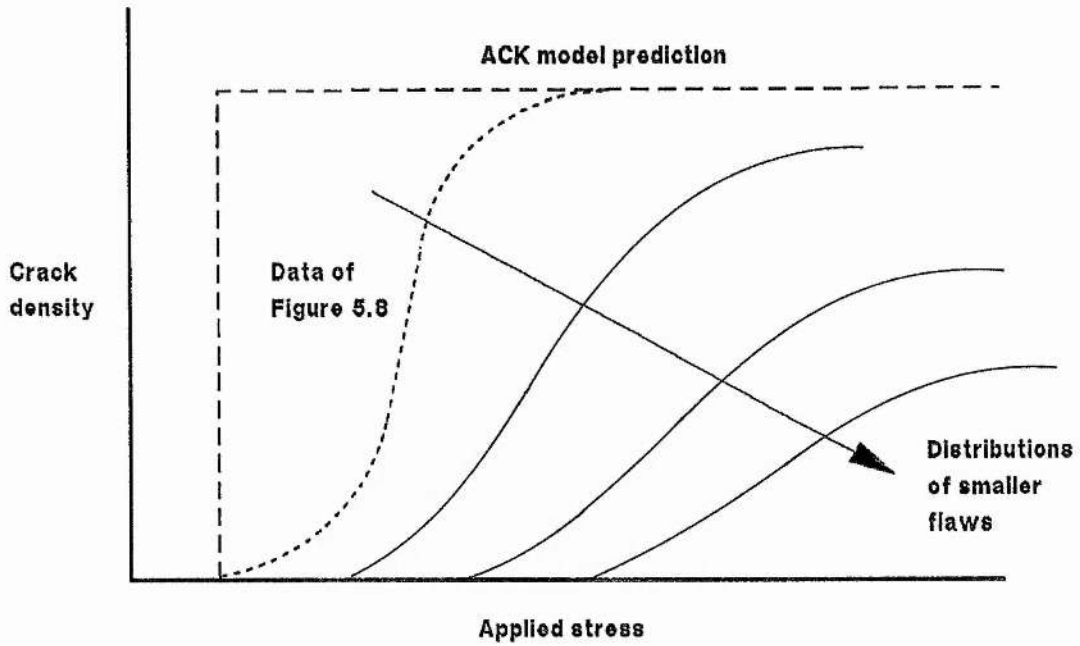 ACK model prediction
Crack
density
Data of
Figure 5.8
Distributions
of smaller
flaws
Applied stress